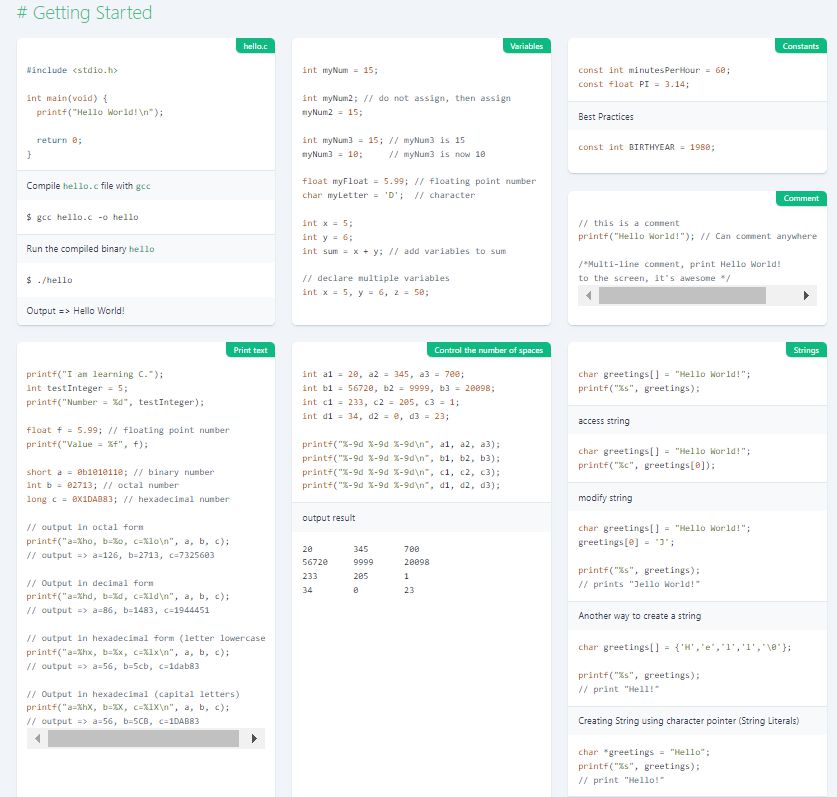 # Getting Started
hello.c
#include <stdio.h>
int main(void) {
printf("Hello World!\n");
return 0;
}
Compile hello.c file with gcc
$ gcc hello.c -o hello
Run the compiled binary hello
$ ./hello
Output => Hello World!
Variables
int myNum = 15;
int myNum2; // do not assign, then assign
myNum2 = 15;
int myNum3 = 15; // myNum3 is 15
myNum3 = 10;     // myNum3 is now 10
float myFloat = 5.99; // floating point number
char myLetter = 'D';  // character
int x = 5;
int y = 6;
int sum = x + y; // add variables to sum
// declare multiple variables
int x = 5, y = 6, z = 50;
Constants
const int minutesPerHour = 60;
const float PI = 3.14;
Best Practices
const int BIRTHYEAR = 1980;
Comment
// this is a comment
printf("Hello World!"); // Can comment anywhere
/*Multi-line comment, print Hello World!
to the screen, it's awesome */
Print text
printf("I am learning C.");
int testInteger = 5;
printf("Number = %d", testInteger);
float f = 5.99; // floating point number
printf("Value = %f", f);
short a = 0b1010110; // binary number
int b = 02713; // octal number
long c = 0X1DAB83; // hexadecimal number
// output in octal form
printf("a=%ho, b=%o, c=%lo\n", a, b, c);
// output => a=126, b=2713, c=7325603
// Output in decimal form
printf("a=%hd, b=%d, c=%ld\n", a, b, c);
// output => a=86, b=1483, c=1944451
// output in hexadecimal form (letter lowercase
printf("a=%hx, b=%x, c=%lx\n", a, b, c);
// output => a=56, b=5cb, c=1dab83
// Output in hexadecimal (capital letters)
printf("a=%hX, b=%X, c=%lX\n", a, b, c);
// output => a=56, b=5CB, c=1DAB83
Control the number of spaces
int a1 = 20, a2 = 345, a3 = 700;
int b1 = 56720, b2 = 9999, b3 = 20098;
int c1 = 233, c2 = 205, c3 = 1;
int d1 = 34, d2 = 0, d3 = 23;
printf("%-9d %-9d %-9d\n", a1, a2, a3);
printf("%-9d %-9d %-9d\n", b1, b2, b3);
printf("%-9d %-9d %-9d\n", c1, c2, c3);
printf("%-9d %-9d %-9d\n", d1, d2, d3);
output result
20        345       700
56720     9999      20098
233       205       1
34        0         23
Strings
char greetings[] = "Hello World!";
printf("%s", greetings);
access string
char greetings[] = "Hello World!";
printf("%c", greetings[0]);
modify string
char greetings[] = "Hello World!";
greetings[0] = 'J';
printf("%s", greetings);
// prints "Jello World!"
Another way to create a string
char greetings[] = {'H','e','l','l','\0'};
printf("%s", greetings);
// print "Hell!"
Creating String using character pointer (String Literals)
char *greetings = "Hello";
printf("%s", greetings);
// print "Hello!"